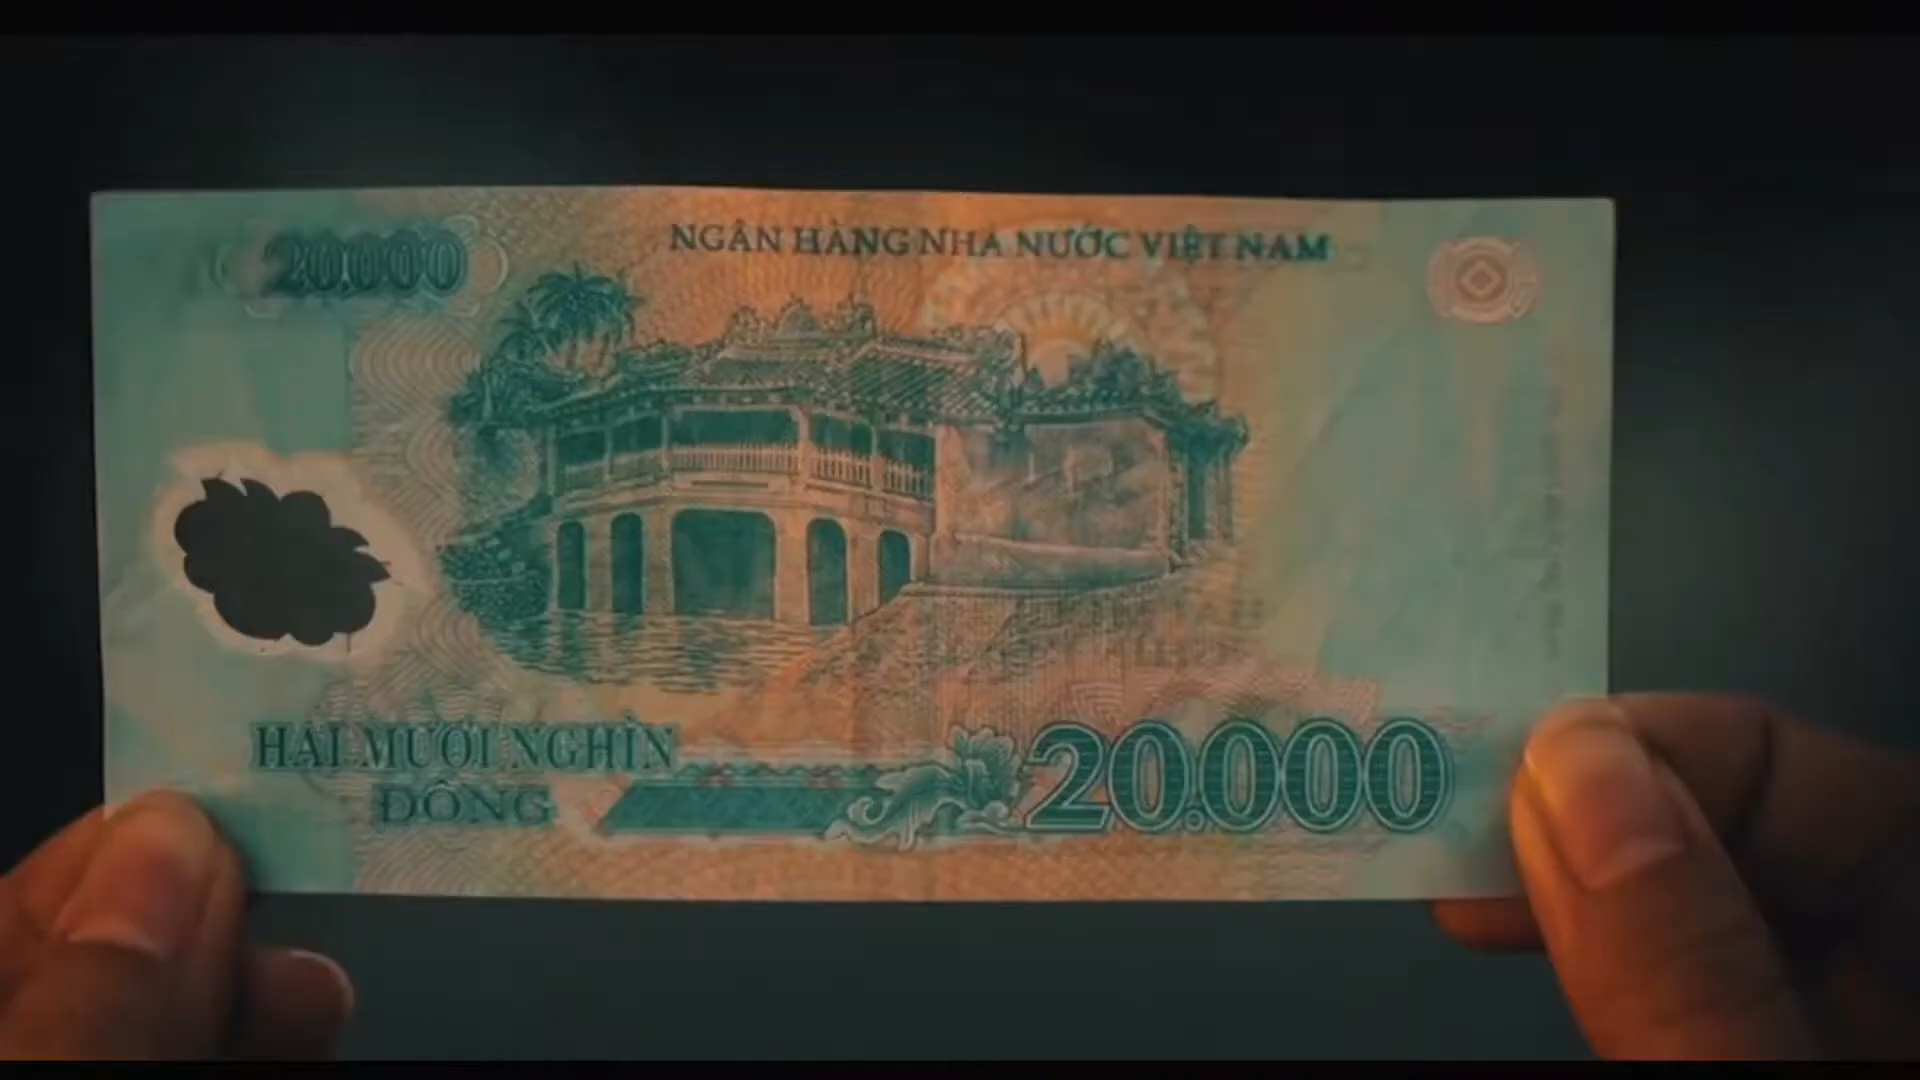 20.000
NGÂN HÀNG NHÀ NƯỚC VIỆT NAM
HAI MƯƠI NGHÌN
ĐỒNG
20.000